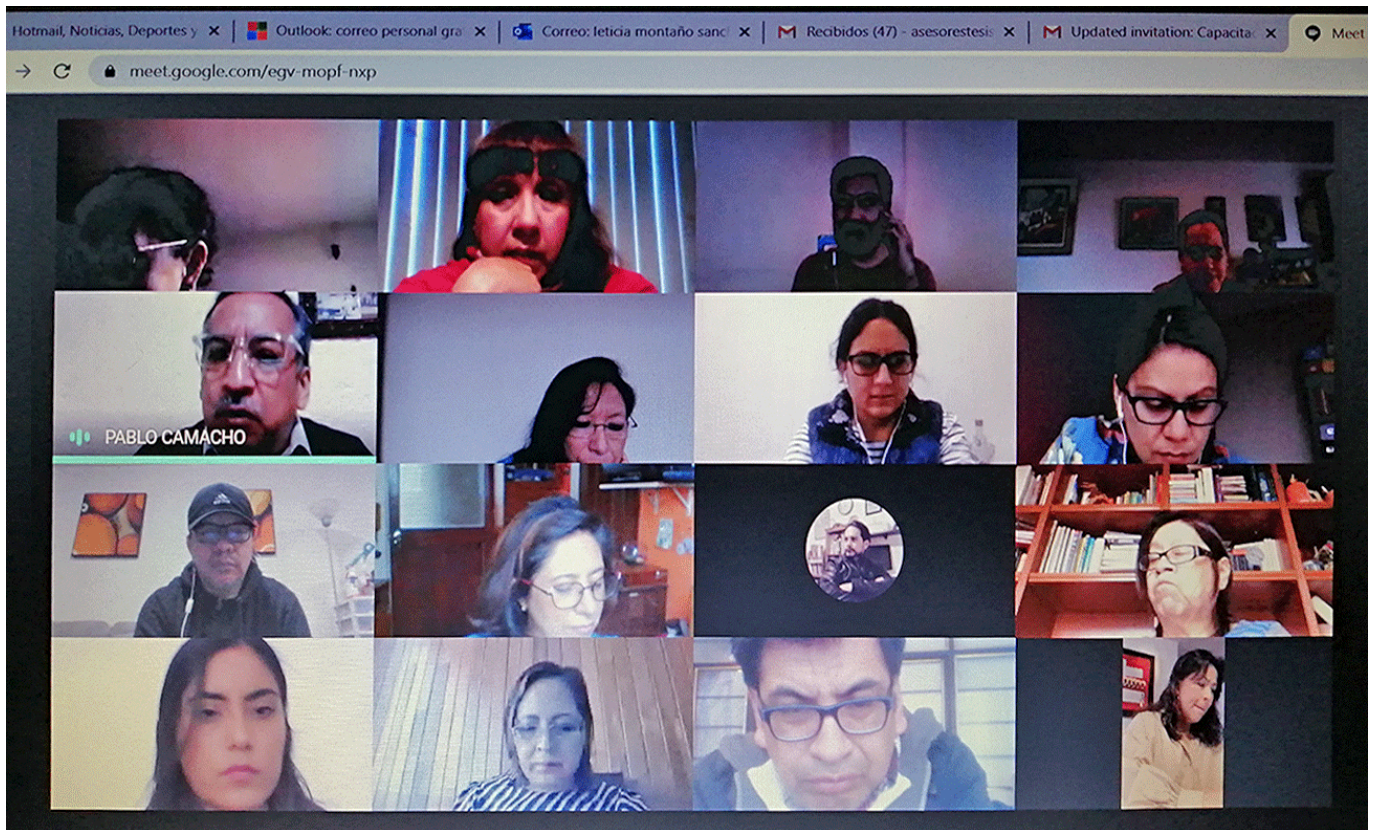 Hotmail, Noticias, Deportes y
Outlook: correo personal gra
Correo: leticia montaño sanc
Recibidos (47) - asesorestesis
Updated invitation: Capacitac
Meet
meet.google.com/egv-mopf-nxp
PABLO CAMACHO